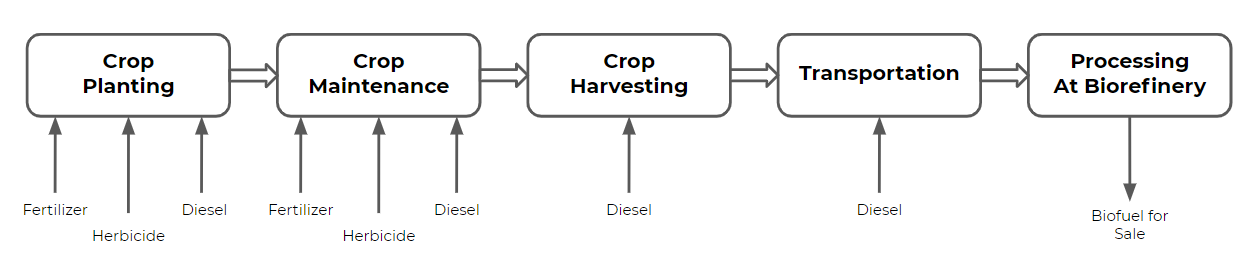 Crop
Planting
Crop
Maintenance
Crop
Harvesting
Transportation
Processing
At Biorefinery
Fertilizer
Herbicide
Diesel
Fertilizer
Herbicide
Diesel
Diesel
Diesel
Biofuel for
Sale